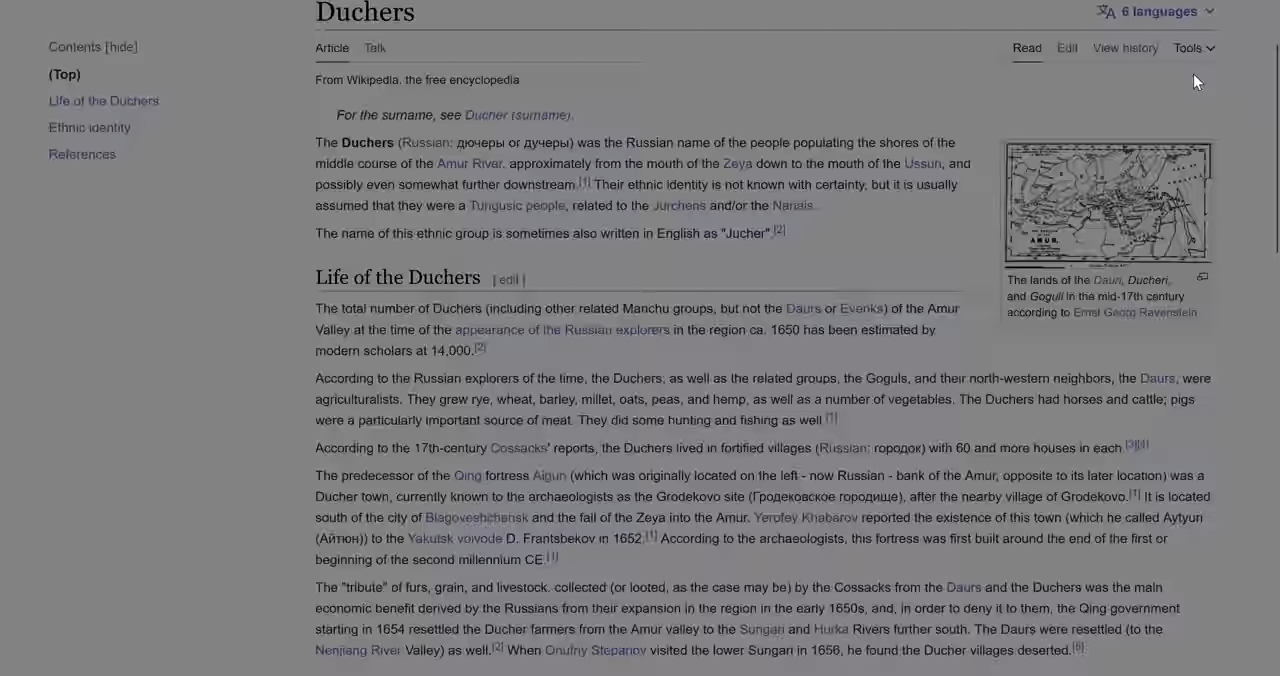 Duchers
6 languages
Contents [hide]
(Top)
Life of the Duchers
Ethnic identity
References
Article Talk
Read Edit View history Tools
From Wikipedia, the free encyclopedia
For the surname, see Ducher (surname).
The Duchers (Russian: дючеры or дучеры) was the Russian name of the people populating the shores of the
middle course of the Amur River, approximately from the mouth of the Zeya down to the mouth of the Ussuri, and
possibly even somewhat further downstream.[1] Their ethnic identity is not known with certainty, but it is usually
assumed that they were a Tungusic people, related to the Jurchens and/or the Nanais.
The name of this ethnic group is sometimes also written in English as "Jucher".[2]
AMUR.
The lands of the Dauri, Ducheri,
and Goguli in the mid-17th century
according to Ernst Georg Ravenstein
Life of the Duchers [ edit ]
The total number of Duchers (including other related Manchu groups, but not the Daurs or Evenks) of the Amur
Valley at the time of the appearance of the Russian explorers in the region ca. 1650 has been estimated by
modern scholars at 14,000.[2]
According to the Russian explorers of the time, the Duchers, as well as the related groups, the Goguls, and their north-western neighbors, the Daurs, were
agriculturalists. They grew rye, wheat, barley, millet, oats, peas, and hemp, as well as a number of vegetables. The Duchers had horses and cattle; pigs
were a particularly important source of meat. They did some hunting and fishing as well.[1]
According to the 17th-century Cossacks' reports, the Duchers lived in fortified villages (Russian: городок) with 60 and more houses in each.[3][4]
The predecessor of the Qing fortress Aigun (which was originally located on the left - now Russian - bank of the Amur, opposite to its later location) was a
Ducher town, currently known to the archaeologists as the Grodekovo site (Гродековское городище), after the nearby village of Grodekovo.[1] It is located
south of the city of Blagoveshchensk and the fall of the Zeya into the Amur. Yerofey Khabarov reported the existence of this town (which he called Aytyun
(Айтюн)) to the Yakutsk voivode D. Frantsbekov in 1652.[1] According to the archaeologists, this fortress was first built around the end of the first or
beginning of the second millennium CE.[1]
The "tribute" of furs, grain, and livestock, collected (or looted, as the case may be) by the Cossacks from the Daurs and the Duchers was the main
economic benefit derived by the Russians from their expansion in the region in the early 1650s, and, in order to deny it to them, the Qing government
starting in 1654 resettled the Ducher farmers from the Amur valley to the Sungari and Hurka Rivers further south. The Daurs were resettled (to the
Nenjiang River Valley) as well.[2] When Onufriy Stepanov visited the lower Sungari in 1656, he found the Ducher villages deserted.[5]